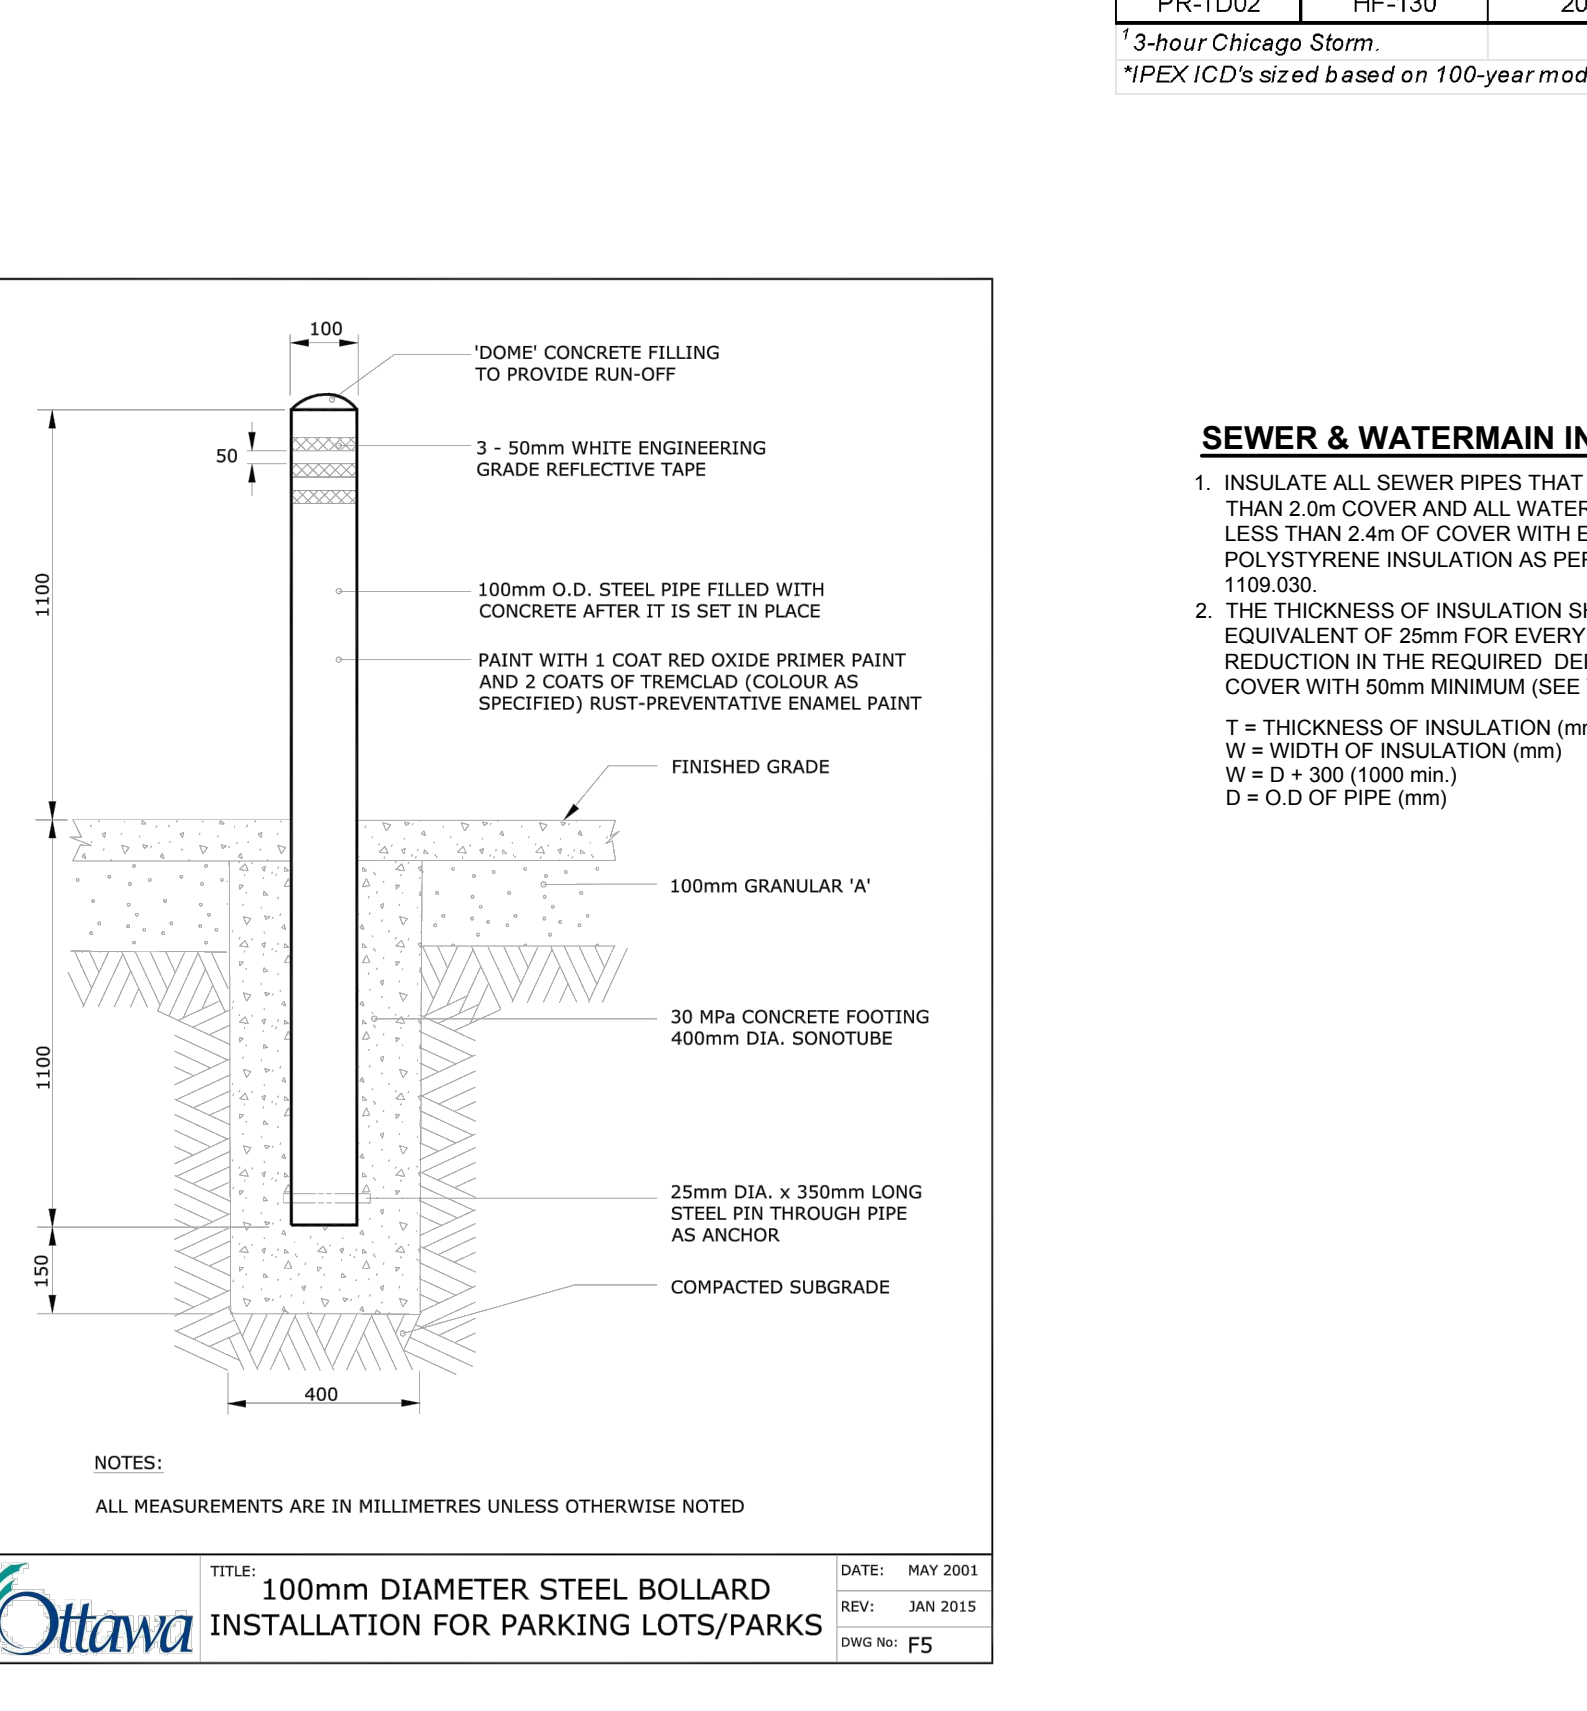 PR-TD02 HF-130 20
1 3-hour Chicago Storm.
*IPEX ICD's sized based on 100-year mod
100
'DOME' CONCRETE FILLING
TO PROVIDE RUN-OFF
50
3 - 50mm WHITE ENGINEERING
GRADE REFLECTIVE TAPE
1100
100mm O.D. STEEL PIPE FILLED WITH
CONCRETE AFTER IT IS SET IN PLACE
PAINT WITH 1 COAT RED OXIDE PRIMER PAINT
AND 2 COATS OF TREMCLAD (COLOUR AS
SPECIFIED) RUST-PREVENTATIVE ENAMEL PAINT
FINISHED GRADE
100mm GRANULAR 'A'
30 MPa CONCRETE FOOTING
400mm DIA. SONOTUBE
1100
25mm DIA. x 350mm LONG
STEEL PIN THROUGH PIPE
AS ANCHOR
150
COMPACTED SUBGRADE
400
NOTES:
ALL MEASUREMENTS ARE IN MILLIMETRES UNLESS OTHERWISE NOTED
Ottawa
TITLE:
100mm DIAMETER STEEL BOLLARD
INSTALLATION FOR PARKING LOTS/PARKS
DATE: MAY 2001
REV: JAN 2015
DWG No: F5
SEWER & WATERMAIN IN
1. INSULATE ALL SEWER PIPES THAT
THAN 2.0m COVER AND ALL WATER
LESS THAN 2.4m OF COVER WITH E
POLYSTYRENE INSULATION AS PER
1109.030.
2. THE THICKNESS OF INSULATION SH
EQUIVALENT OF 25mm FOR EVERY
REDUCTION IN THE REQUIRED DE
COVER WITH 50mm MINIMUM (SEE
T = THICKNESS OF INSULATION (mm
W = WIDTH OF INSULATION (mm)
W = D + 300 (1000 min.)
D = O.D OF PIPE (mm)